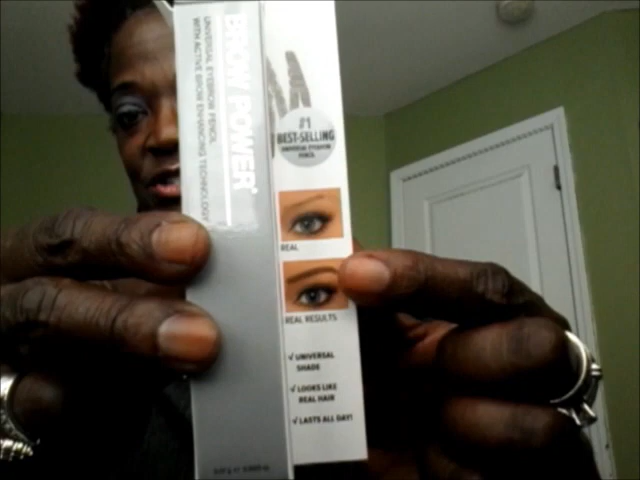 BROW POWER®
UNIVERSAL EYEBROW PENCIL
WITH ACTIVE BROW ENHANCING TECHNOLOGY
#1
BEST-SELLING
UNIVERSAL EYEBROW
PENCIL
REAL
REAL RESULTS
√ UNIVERSAL
SHADE
√ LOOKS LIKE
REAL HAIR
√ LASTS ALL DAY!